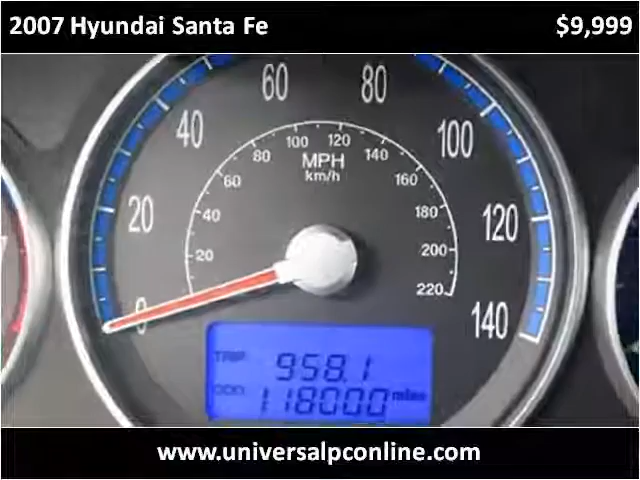 2007 Hyundai Santa Fe $9,999
60 80
40 100
20 120
0 140
80 100 120 140
60 160
40 180
20 200
220
MPH
km/h
TRIP 958.1
ODO 118000 miles
www.universalpconline.com